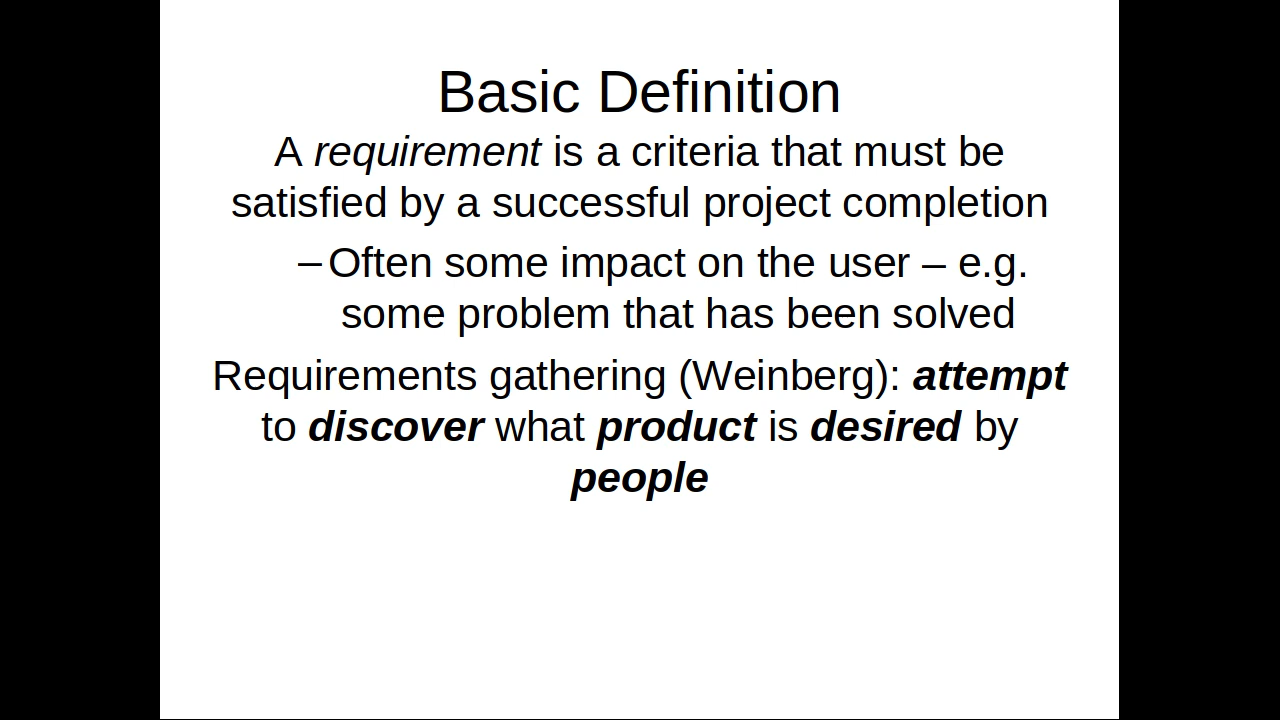 Basic Definition
A requirement is a criteria that must be
satisfied by a successful project completion
–Often some impact on the user – e.g.
some problem that has been solved
Requirements gathering (Weinberg): attempt
to discover what product is desired by
people